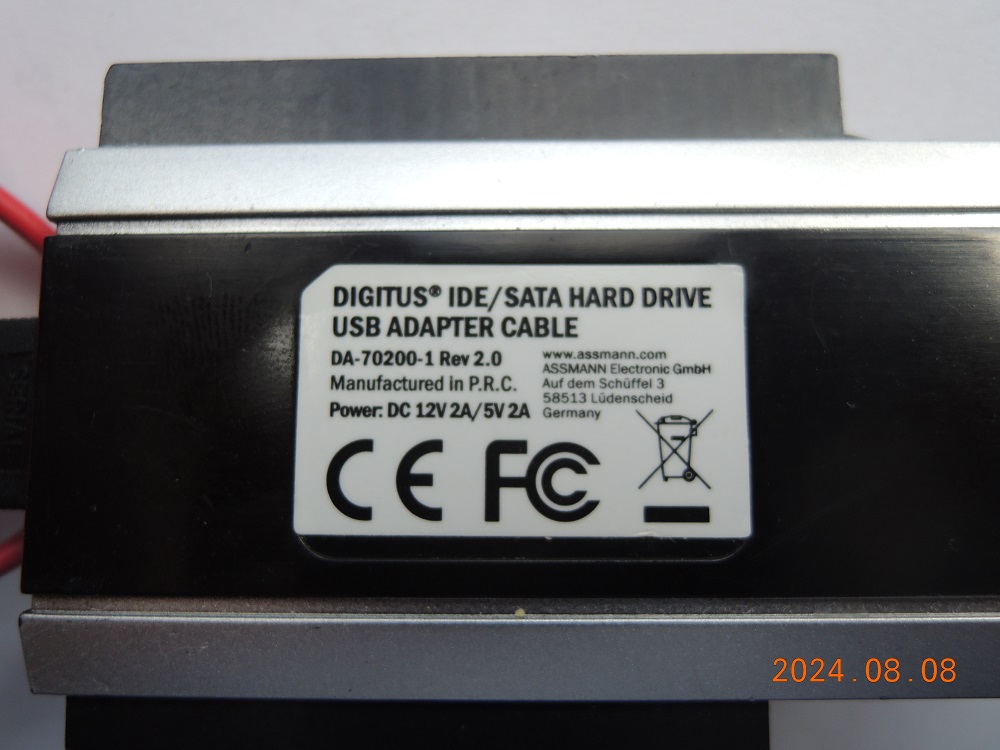 DIGITUS® IDE/SATA HARD DRIVE
USB ADAPTER CABLE
DA-70200-1 Rev 2.0
Manufactured in P.R.C.
Power: DC 12V 2A/5V 2A
www.assmann.com
ASSMANN Electronic GmbH
Auf dem Schüffel 3
58513 Lüdenscheid
Germany
CE FC
2024.08.08